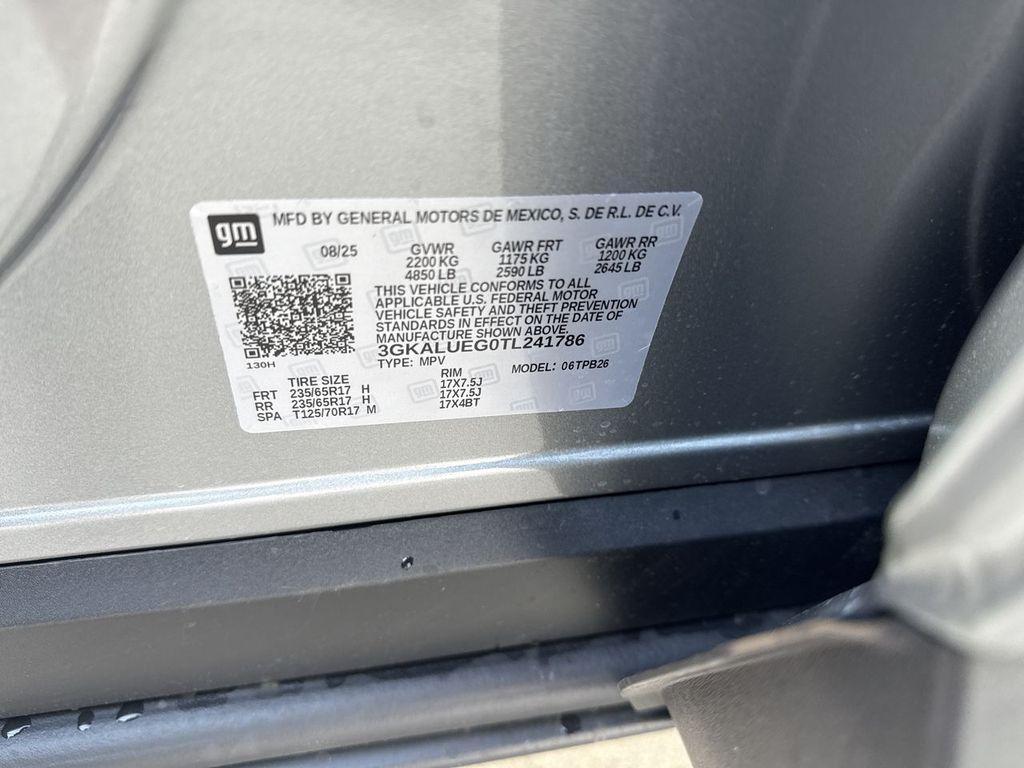 gm MFD BY GENERAL MOTORS DE MEXICO, S. DE R.L. DE C.V.
08/25 GVWR GAWR FRT GAWR RR
2200 KG 1175 KG 1200 KG
4850 LB 2590 LB 2645 LB
THIS VEHICLE CONFORMS TO ALL
APPLICABLE U.S. FEDERAL MOTOR
VEHICLE SAFETY AND THEFT PREVENTION
STANDARDS IN EFFECT ON THE DATE OF
MANUFACTURE SHOWN ABOVE.
3GKALUEG0TL241786
130H
TYPE: MPV MODEL: 06TPB26
TIRE SIZE RIM
FRT 235/65R17 H 17X7.5J
RR 235/65R17 H 17X7.5J
SPA T125/70R17 M 17X4BT